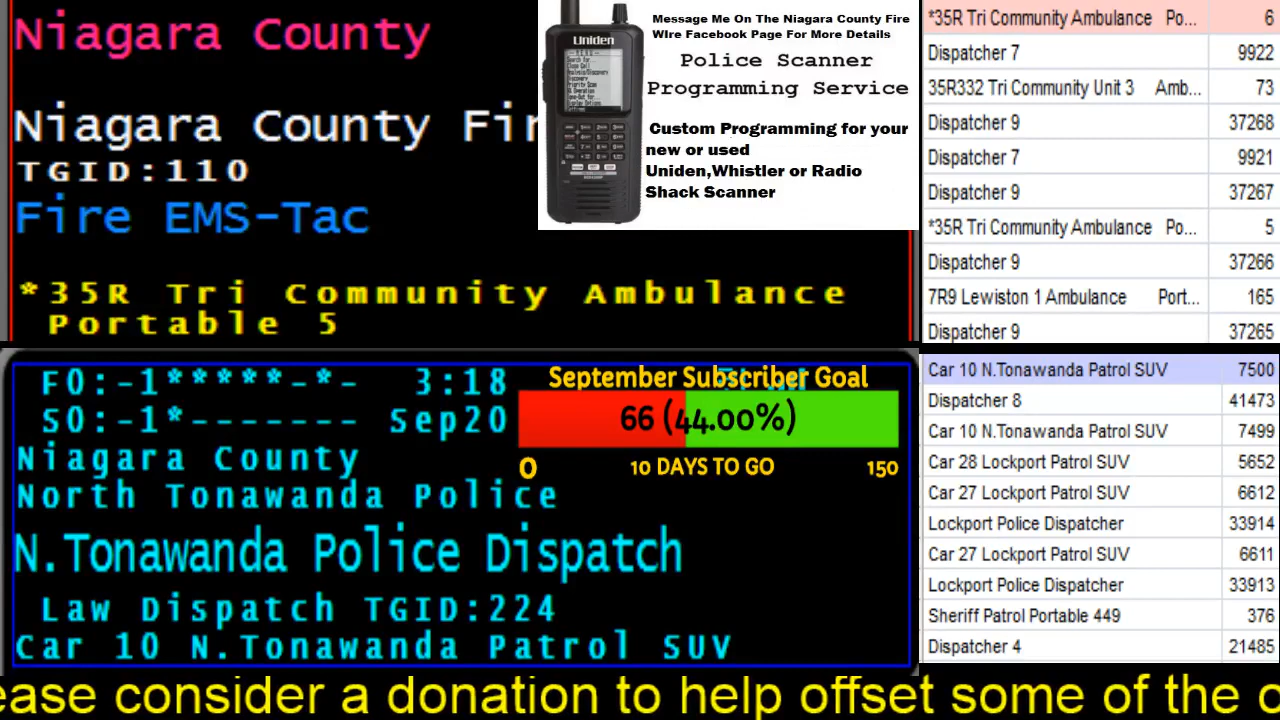 Niagara County
Niagara County Fir
TGID:110
Fire EMS-Tac
*35R Tri Community Ambulance
Portable 5
Uniden
Message Me On The Niagara County Fire
WIre Facebook Page For More Details
Police Scanner
Programming Service
Custom Programming for your
new or used
Uniden,Whistler or Radio
Shack Scanner
*35R Tri Community Ambulance Po... 6
Dispatcher 7 9922
35R332 Tri Community Unit 3 Amb... 73
Dispatcher 9 37268
Dispatcher 7 9921
Dispatcher 9 37267
*35R Tri Community Ambulance Po... 5
Dispatcher 9 37266
7R9 Lewiston 1 Ambulance Port... 165
Dispatcher 9 37265
F0:-1*****-*- 3:18
S0:-1*------- Sep20
Niagara County
North Tonawanda Police
N.Tonawanda Police Dispatch
Law Dispatch TGID:224
Car 10 N.Tonawanda Patrol SUV
September Subscriber Goal
66 (44.00%)
0 10 DAYS TO GO 150
Car 10 N.Tonawanda Patrol SUV 7500
Dispatcher 8 41473
Car 10 N.Tonawanda Patrol SUV 7499
Car 28 Lockport Patrol SUV 5652
Car 27 Lockport Patrol SUV 6612
Lockport Police Dispatcher 33914
Car 27 Lockport Patrol SUV 6611
Lockport Police Dispatcher 33913
Sheriff Patrol Portable 449 376
Dispatcher 4 21485
ease consider a donation to help offset some of the c